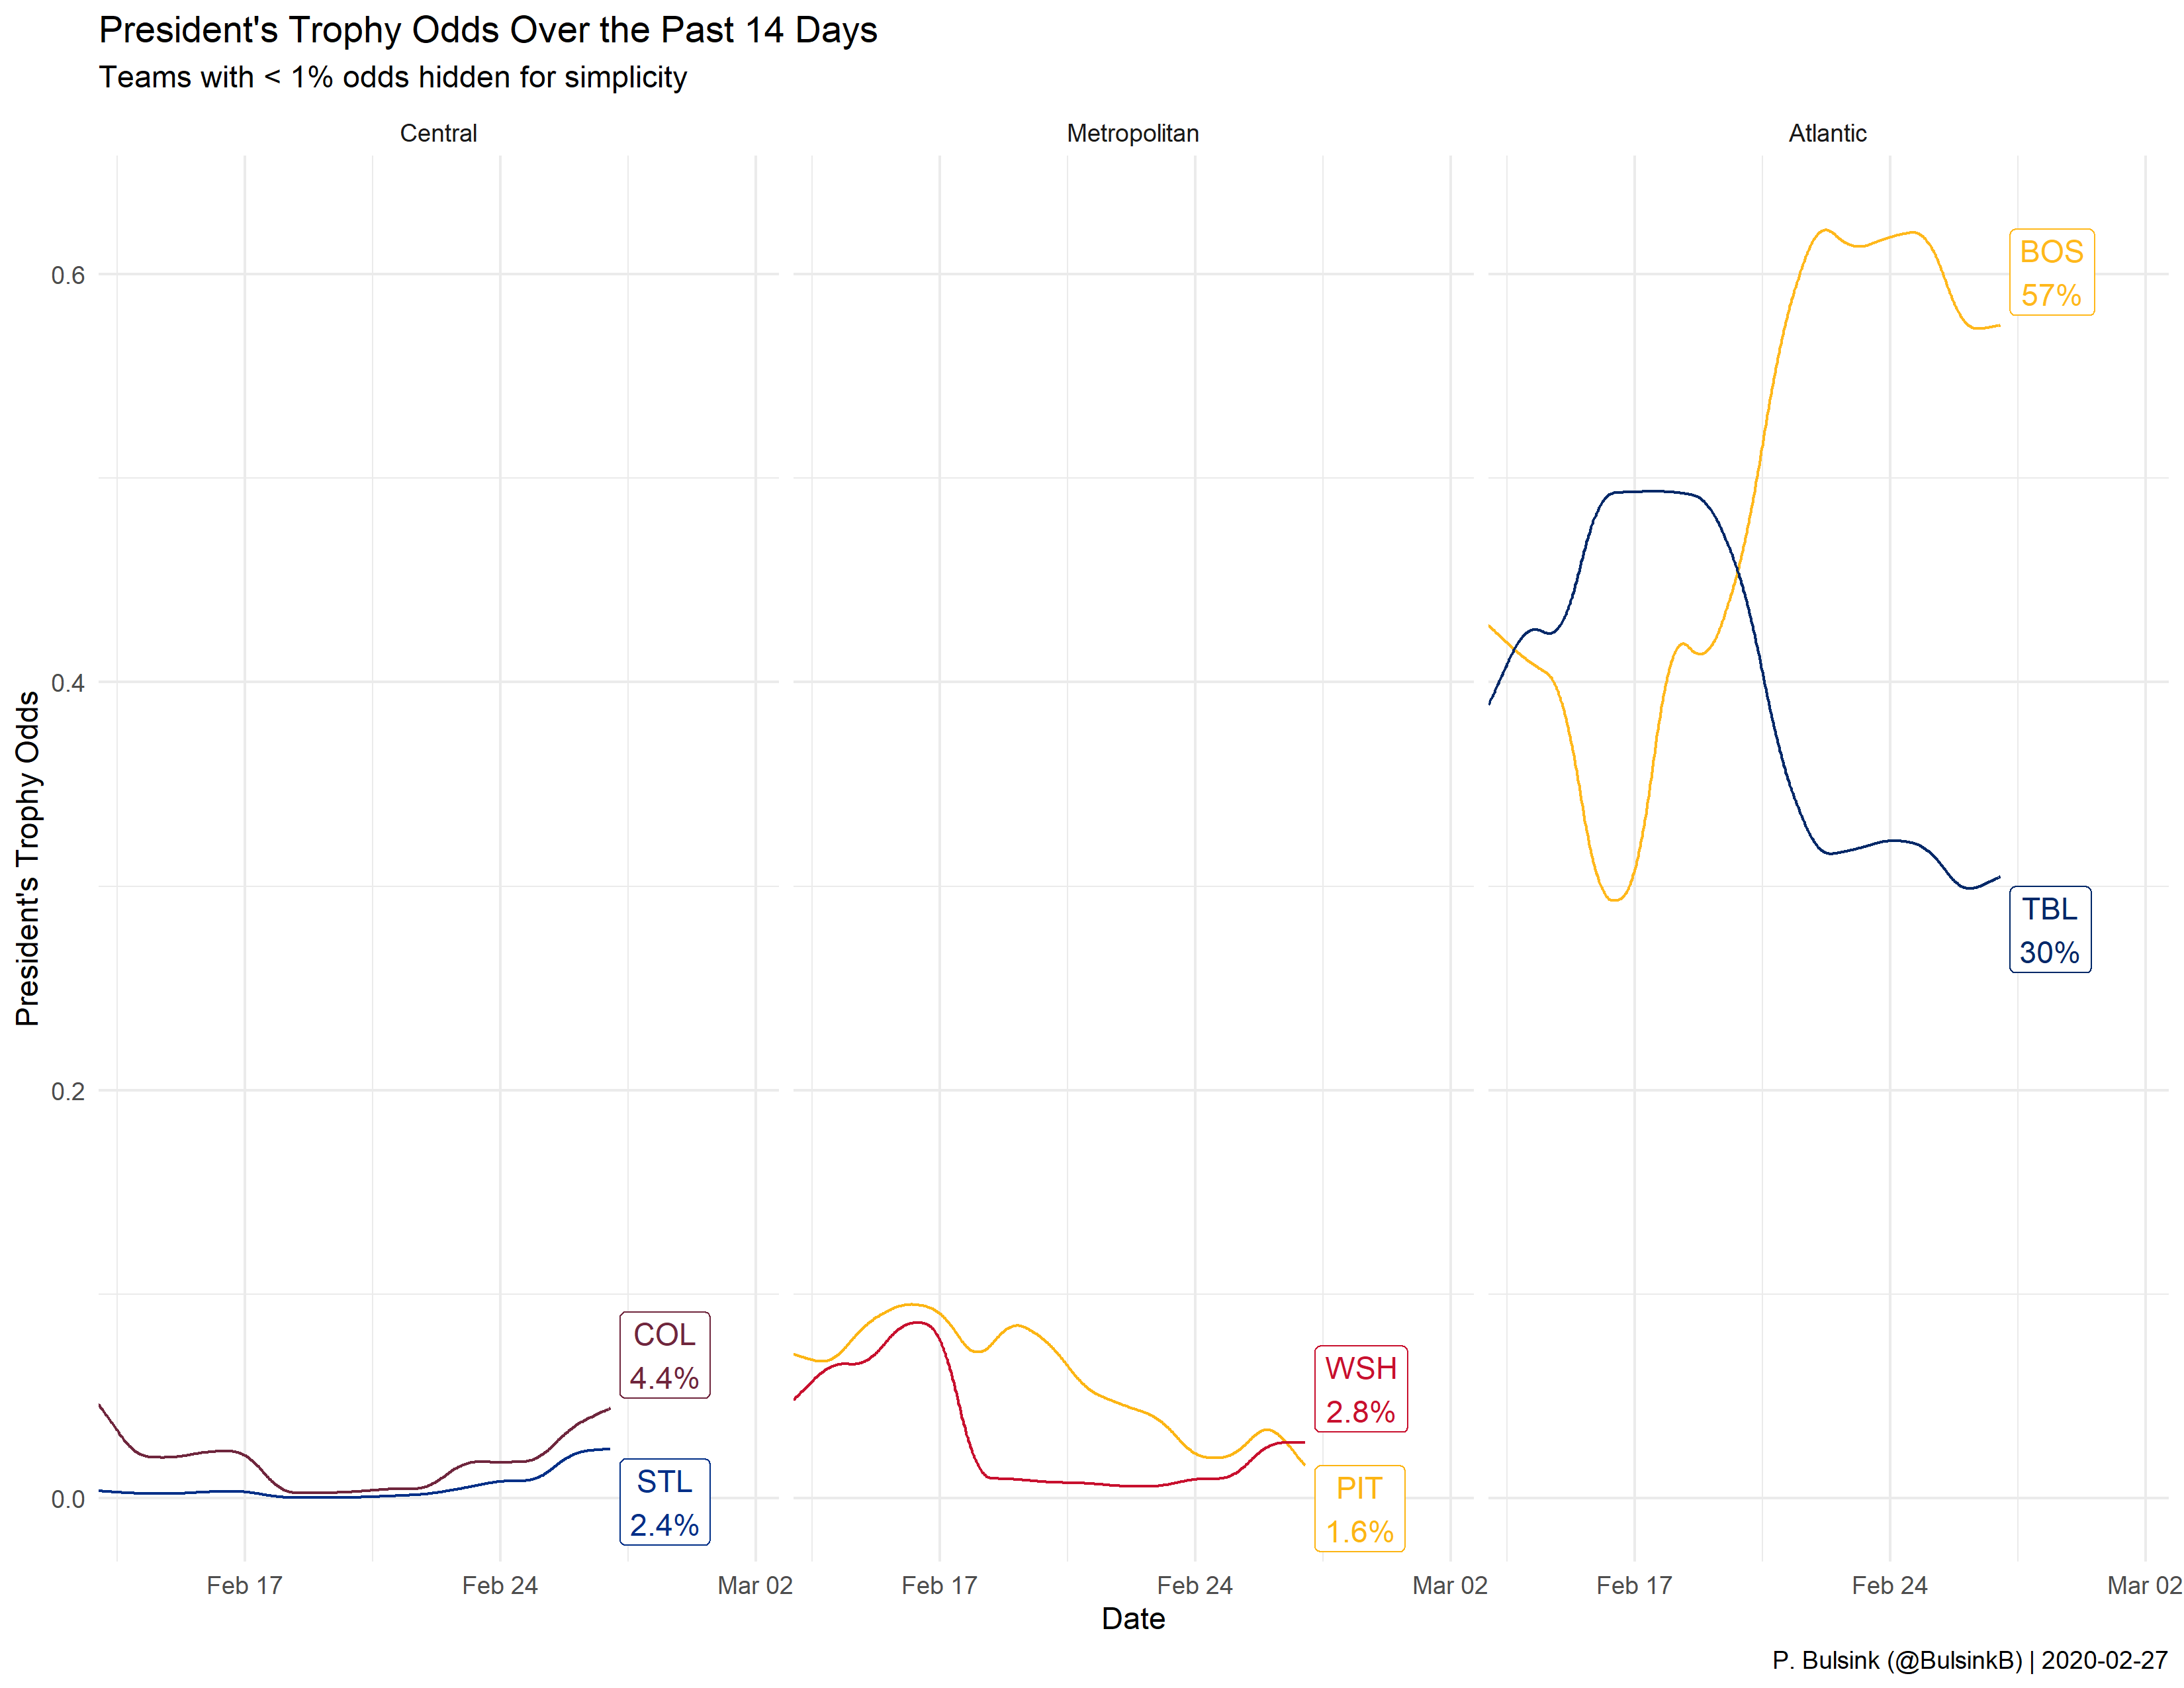 President's Trophy Odds Over the Past 14 Days
Teams with < 1% odds hidden for simplicity
Central
Metropolitan
Atlantic
President's Trophy Odds
0.6
0.4
0.2
0.0
COL
4.4%
STL
2.4%
WSH
2.8%
PIT
1.6%
BOS
57%
TBL
30%
Feb 17
Feb 24
Mar 02
Feb 17
Feb 24
Mar 02
Feb 17
Feb 24
Mar 02
Date
P. Bulsink (@BulsinkB) | 2020-02-27